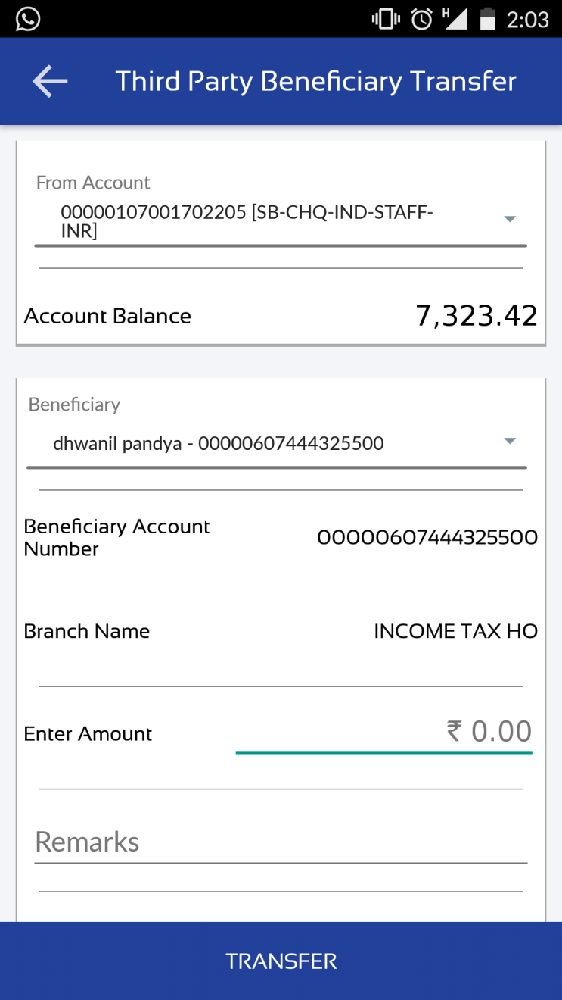 H 2:03
Third Party Beneficiary Transfer
From Account
00000107001702205 [SB-CHQ-IND-STAFF-
INR]
Account Balance 7,323.42
Beneficiary
dhwanil pandya - 00000607444325500
Beneficiary Account
Number 00000607444325500
Branch Name INCOME TAX HO
Enter Amount ₹ 0.00
Remarks
TRANSFER